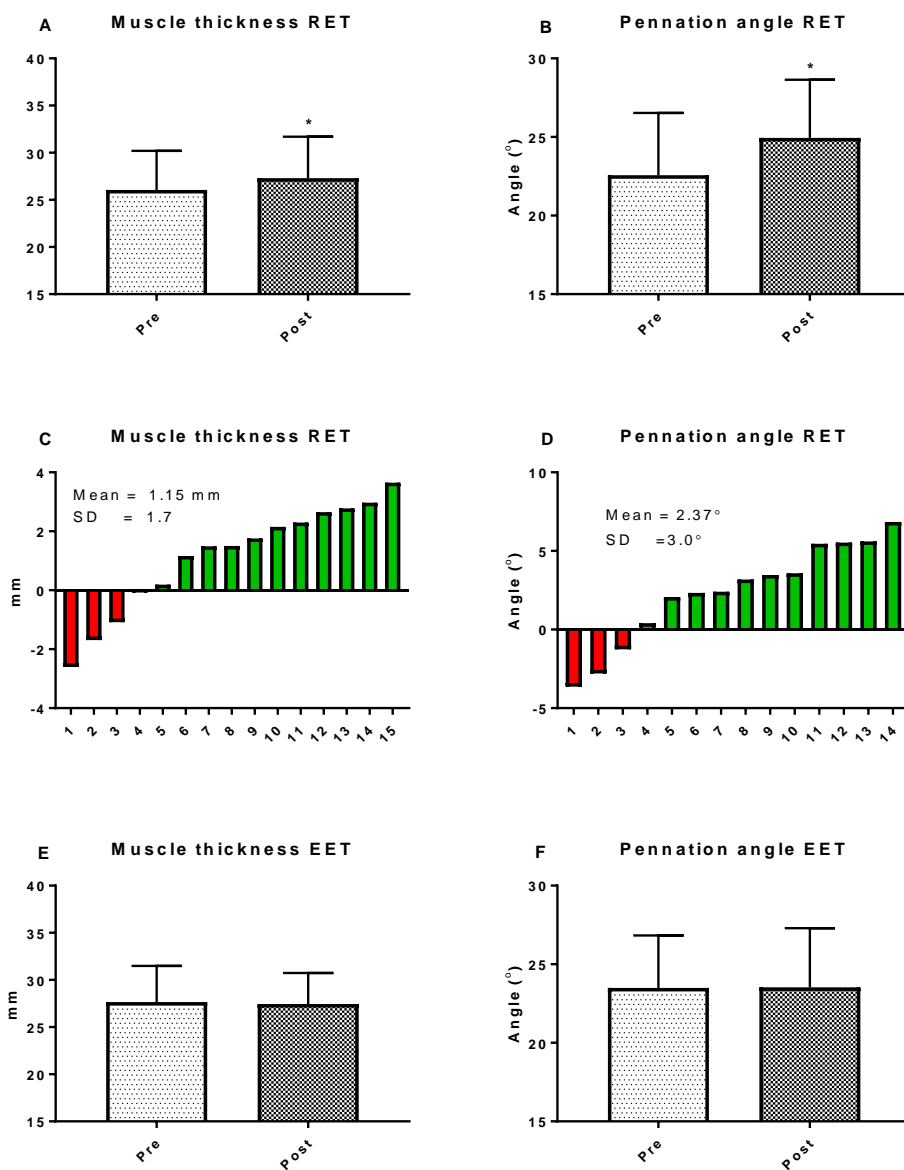 A Muscle thickness RET
40
35
30
25
20
15
*
Pre Post
B Pennation angle RET
Angle (°)
30
25
20
15
*
Pre Post
C Muscle thickness RET
mm
4
2
0
-2
-4
Mean = 1.15 mm
SD = 1.7
1 2 3 4 5 6 7 8 9 10 11 12 13 14 15
D Pennation angle RET
Angle (°)
10
5
0
-5
Mean = 2.37°
SD =3.0°
1 2 3 4 5 6 7 8 9 10 11 12 13 14
E Muscle thickness EET
mm
40
35
30
25
20
15
Pre Post
F Pennation angle EET
Angle (°)
30
25
20
15
Pre Post